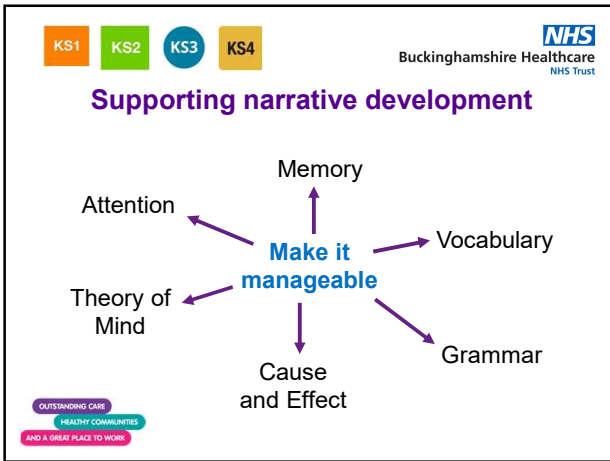 KS1
KS2
KS3
KS4
NHS
Buckinghamshire Healthcare
NHS Trust
Supporting narrative development
Memory
Attention
Vocabulary
Make it
manageable
Theory of
Mind
Grammar
Cause
and Effect
OUTSTANDING CARE
HEALTHY COMMUNITIES
AND A GREAT PLACE TO WORK